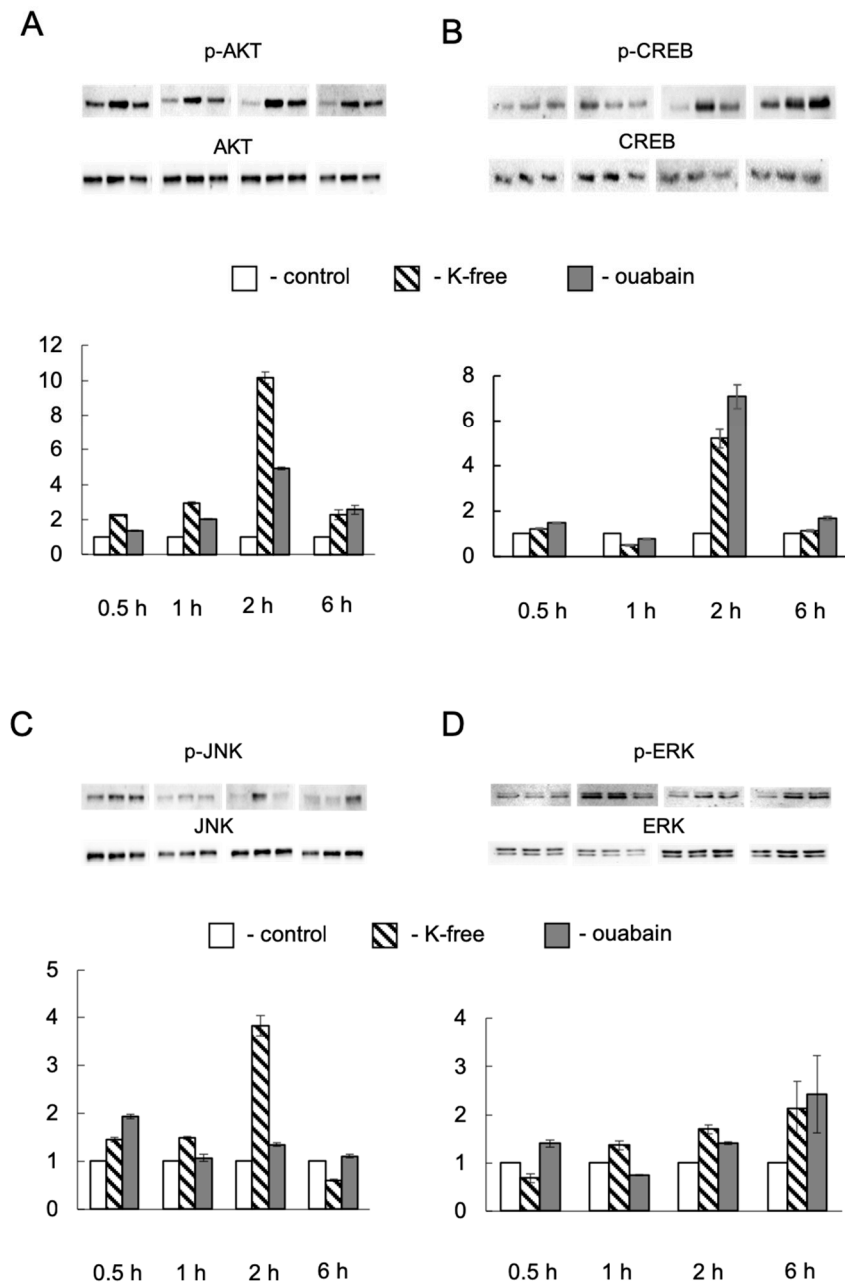 A
p-AKT
AKT
B
p-CREB
CREB
- control - K-free - ouabain
12
10
8
6
4
2
0
0.5 h 1 h 2 h 6 h
8
6
4
2
0
0.5 h 1 h 2 h 6 h
C
p-JNK
JNK
D
p-ERK
ERK
- control - K-free - ouabain
5
4
3
2
1
0
0.5 h 1 h 2 h 6 h
4
3
2
1
0
0.5 h 1 h 2 h 6 h